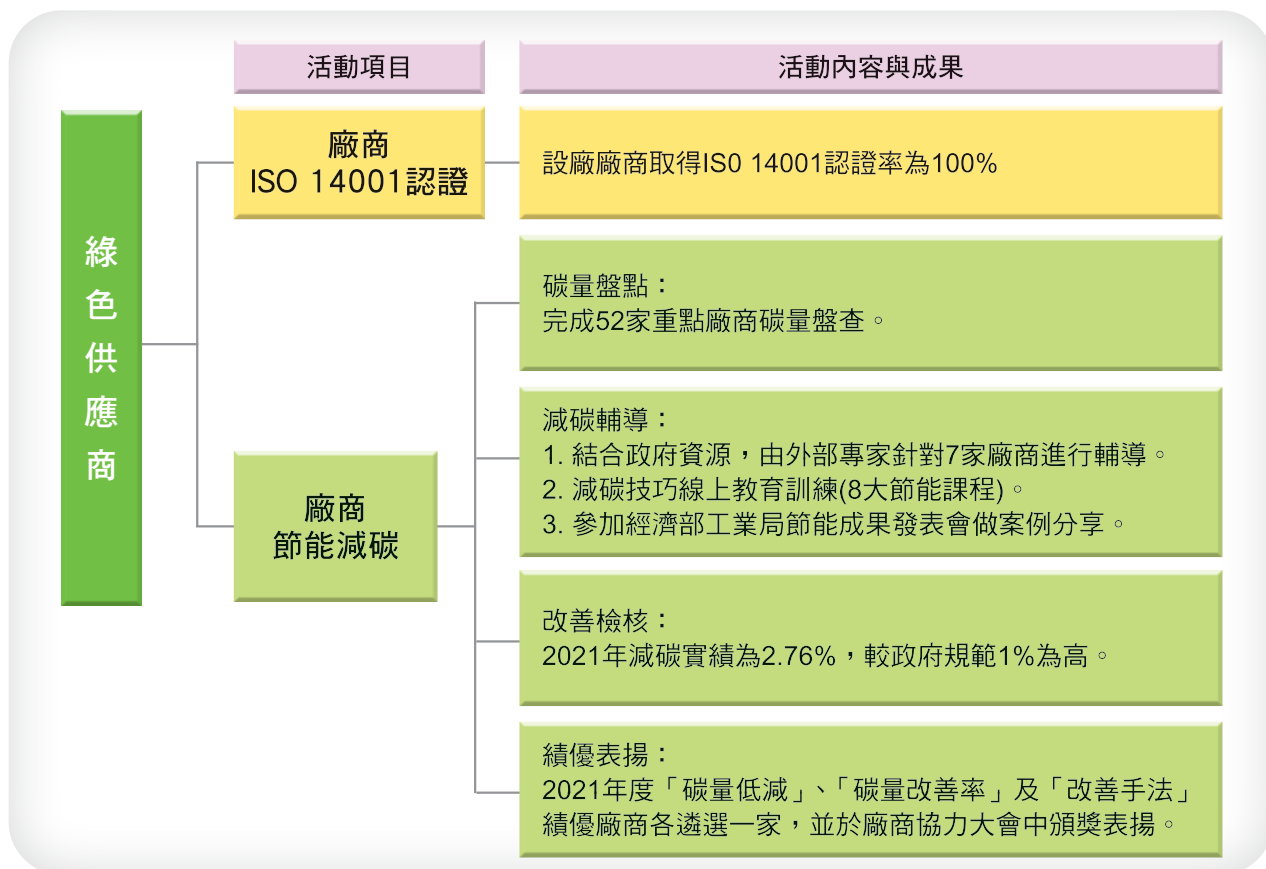 活動項目
活動內容與成果
綠色供應商
廠商
ISO 14001認證
設廠廠商取得IS0 14001認證率為100%
廠商
節能減碳
碳量盤點：
完成52家重點廠商碳量盤查。
減碳輔導：
1. 結合政府資源，由外部專家針對7家廠商進行輔導。
2. 減碳技巧線上教育訓練(8大節能課程)。
3. 參加經濟部工業局節能成果發表會做案例分享。
改善檢核：
2021年減碳實績為2.76%，較政府規範1%為高。
績優表揚：
2021年度「碳量低減」、「碳量改善率」及「改善手法」
績優廠商各遴選一家，並於廠商協力大會中頒獎表揚。